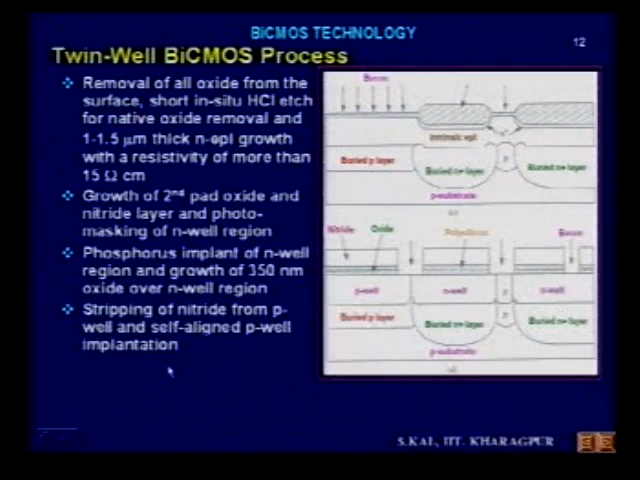 BiCMOS TECHNOLOGY
12
Twin-Well BiCMOS Process
Removal of all oxide from the
surface, short in-situ HCl etch
for native oxide removal and
1-1.5 μm thick n-epl growth
with a resistivity of more than
15 Ω cm
Growth of 2nd pad oxide and
nitride layer and photo-
masking of n-well region
Phosphorus implant of n-well
region and growth of 350 nm
oxide over n-well region
Stripping of nitride from p-
well and self-aligned p-well
implantation
Boron
Intrinsic epi
Buried p layer
Buried n+ layer
Buried n+ layer
p-substrate
Nitride
Oxide
Boron
p-well
n-well
n-well
Buried p layer
Buried n+ layer
Buried n+ layer
p-substrate
S.KAL, IIT. KHARAGPUR